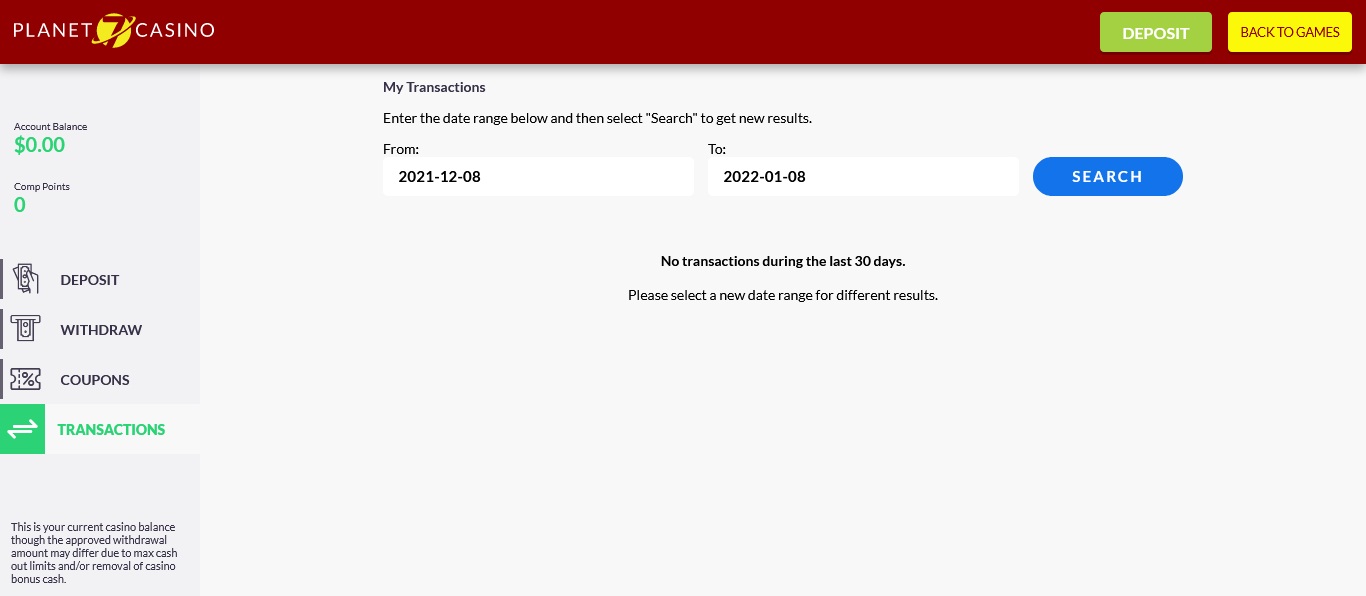 PLANET 7 CASINO
DEPOSIT
BACK TO GAMES
Account Balance
$0.00
Comp Points
0
DEPOSIT
WITHDRAW
COUPONS
TRANSACTIONS
This is your current casino balance
though the approved withdrawal
amount may differ due to max cash
out limits and/or removal of casino
bonus cash.
My Transactions
Enter the date range below and then select "Search" to get new results.
From:
To:
2021-12-08
2022-01-08
SEARCH
No transactions during the last 30 days.
Please select a new date range for different results.